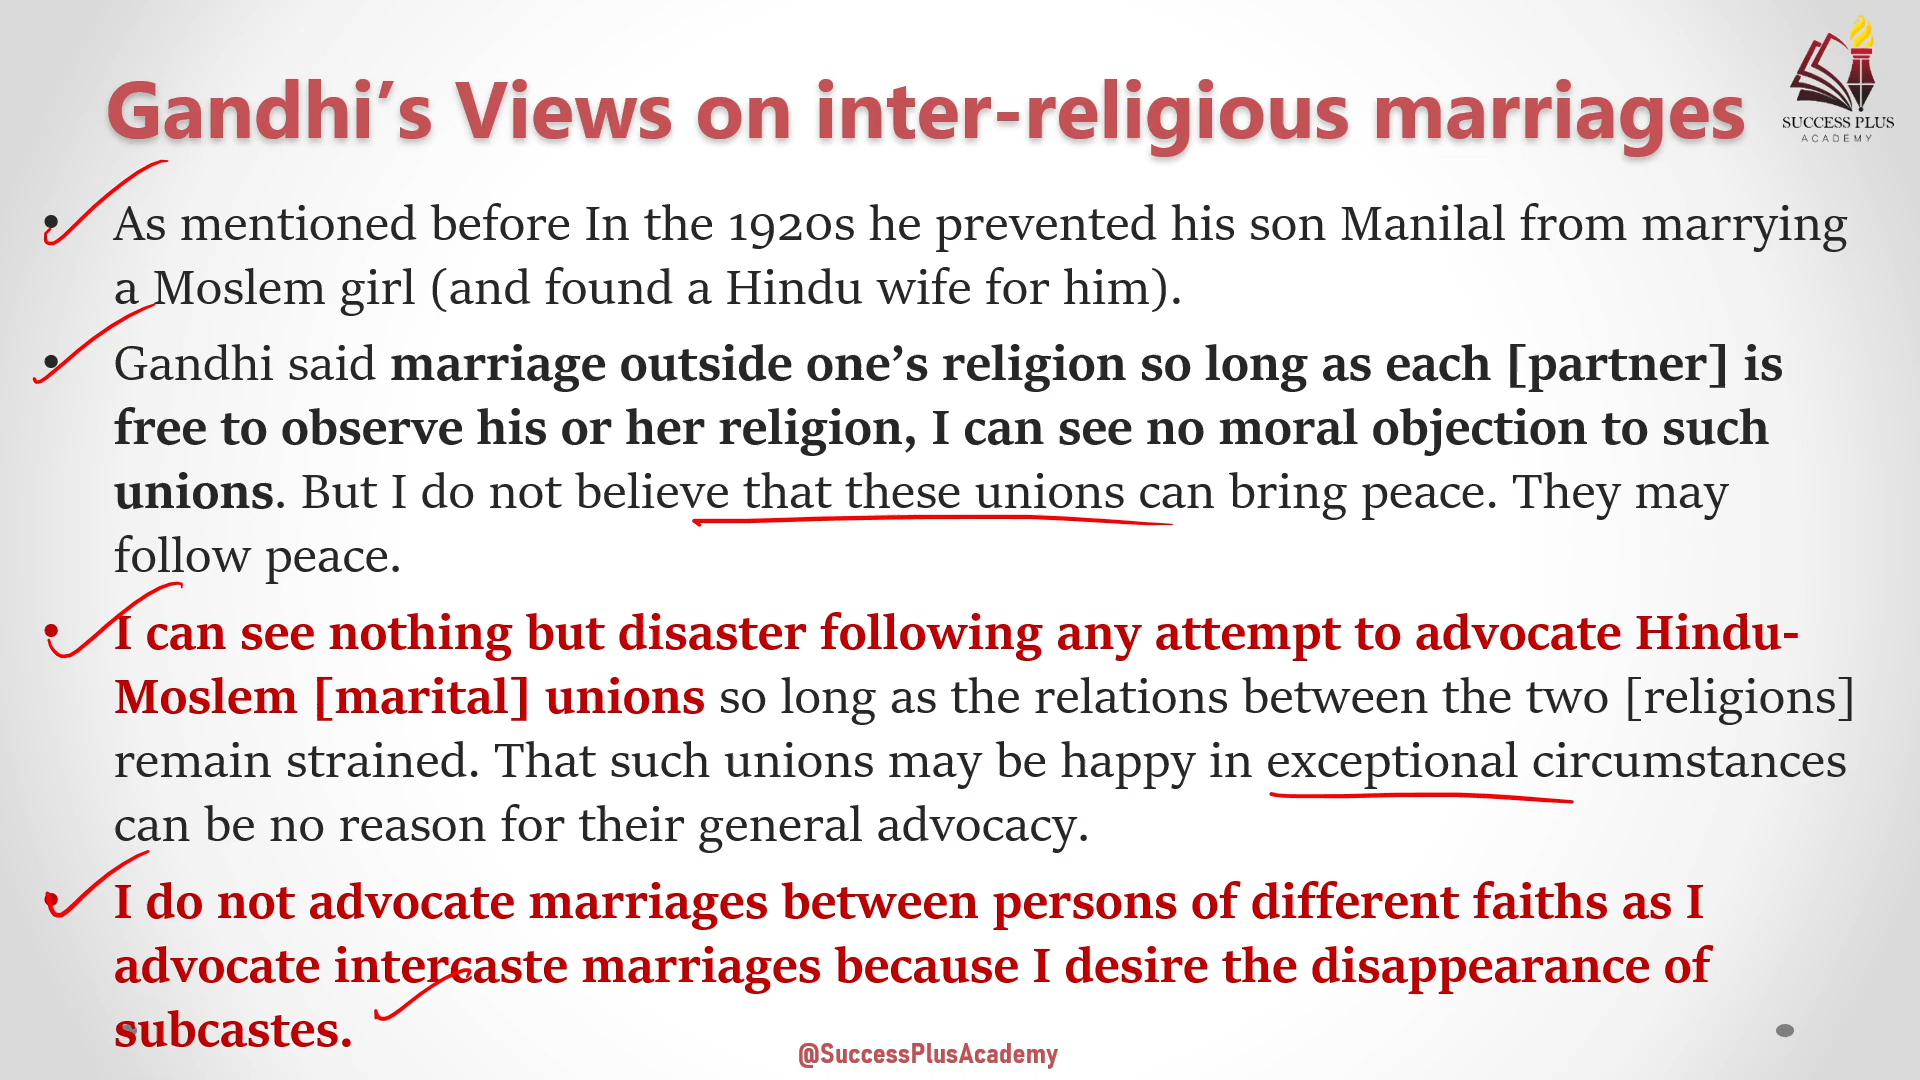 Gandhi’s Views on inter-religious marriages
SUCCESS PLUS
ACADEMY
• As mentioned before In the 1920s he prevented his son Manilal from marrying
a Moslem girl (and found a Hindu wife for him).
• Gandhi said marriage outside one’s religion so long as each [partner] is
free to observe his or her religion, I can see no moral objection to such
unions. But I do not believe that these unions can bring peace. They may
follow peace.
• I can see nothing but disaster following any attempt to advocate Hindu-
Moslem [marital] unions so long as the relations between the two [religions]
remain strained. That such unions may be happy in exceptional circumstances
can be no reason for their general advocacy.
• I do not advocate marriages between persons of different faiths as I
advocate intercaste marriages because I desire the disappearance of
subcastes.
@SuccessPlusAcademy